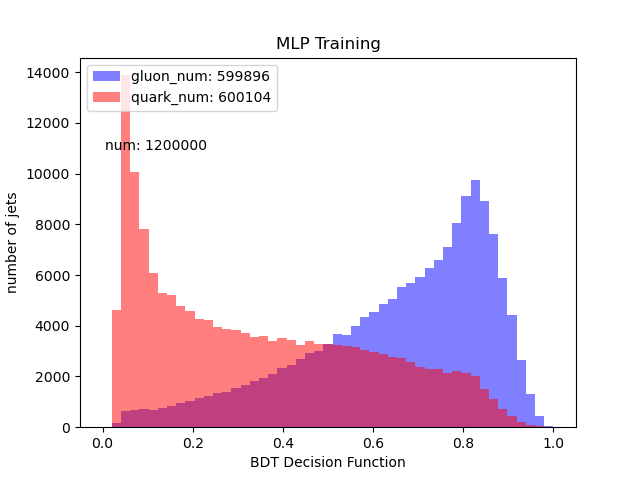 MLP Training
gluon_num: 599896
quark_num: 600104
num: 1200000
number of jets
14000
12000
10000
8000
6000
4000
2000
0
0.0 0.2 0.4 0.6 0.8 1.0
BDT Decision Function